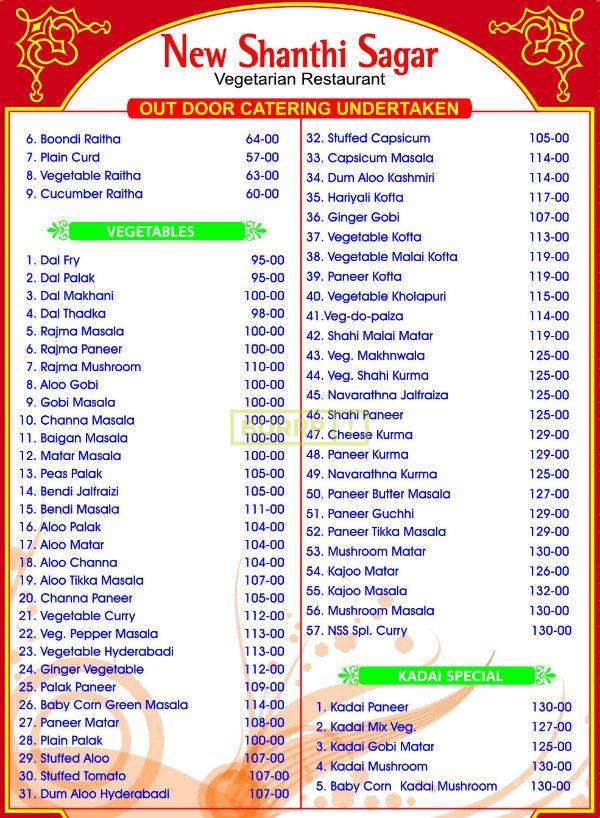 New Shanthi Sagar
Vegetarian Restaurant
OUT DOOR CATERING UNDERTAKEN
6. Boondi Raitha 64-00
7. Plain Curd 57-00
8. Vegetable Raitha 63-00
9. Cucumber Raitha 60-00
VEGETABLES
1. Dal Fry 95-00
2. Dal Palak 95-00
3. Dal Makhani 100-00
4. Dal Thadka 98-00
5. Rajma Masala 100-00
6. Rajma Paneer 100-00
7. Rajma Mushroom 110-00
8. Aloo Gobi 100-00
9. Gobi Masala 100-00
10. Channa Masala 100-00
11. Baigan Masala 100-00
12. Matar Masala 100-00
13. Peas Palak 105-00
14. Bendi Jalfraizi 105-00
15. Bendi Masala 111-00
16. Aloo Palak 104-00
17. Aloo Matar 104-00
18. Aloo Channa 104-00
19. Aloo Tikka Masala 107-00
20. Channa Paneer 105-00
21. Vegetable Curry 112-00
22. Veg. Pepper Masala 113-00
23. Vegetable Hyderabadi 113-00
24. Ginger Vegetable 112-00
25. Palak Paneer 109-00
26. Baby Corn Green Masala 114-00
27. Paneer Matar 108-00
28. Plain Palak 100-00
29. Stuffed Aloo 107-00
30. Stuffed Tomato 107-00
31. Dum Aloo Hyderabadi 107-00
32. Stuffed Capsicum 105-00
33. Capsicum Masala 114-00
34. Dum Aloo Kashmiri 114-00
35. Hariyali Kofta 117-00
36. Ginger Gobi 107-00
37. Vegetable Kofta 113-00
38. Vegetable Malai Kofta 119-00
39. Paneer Kofta 119-00
40. Vegetable Kholapuri 115-00
41.Veg-do-paiza 114-00
42. Shahi Malai Matar 119-00
43. Veg. Makhnwala 125-00
44. Veg. Shahi Kurma 125-00
45. Navarathna Jalfraiza 125-00
46. Shahi Paneer 125-00
47. Cheese Kurma 129-00
48. Paneer Kurma 129-00
49. Navarathna Kurma 125-00
50. Paneer Butter Masala 127-00
51. Paneer Guchhi 129-00
52. Paneer Tikka Masala 129-00
53. Mushroom Matar 130-00
54. Kajoo Matar 126-00
55. Kajoo Masala 132-00
56. Mushroom Masala 130-00
57. NSS Spl. Curry 130-00
KADAI SPECIAL
1. Kadai Paneer 130-00
2. Kadai Mix Veg. 127-00
3. Kadai Gobi Matar 125-00
4. Kadai Mushroom 130-00
5. Baby Corn Kadai Mushroom 130-00